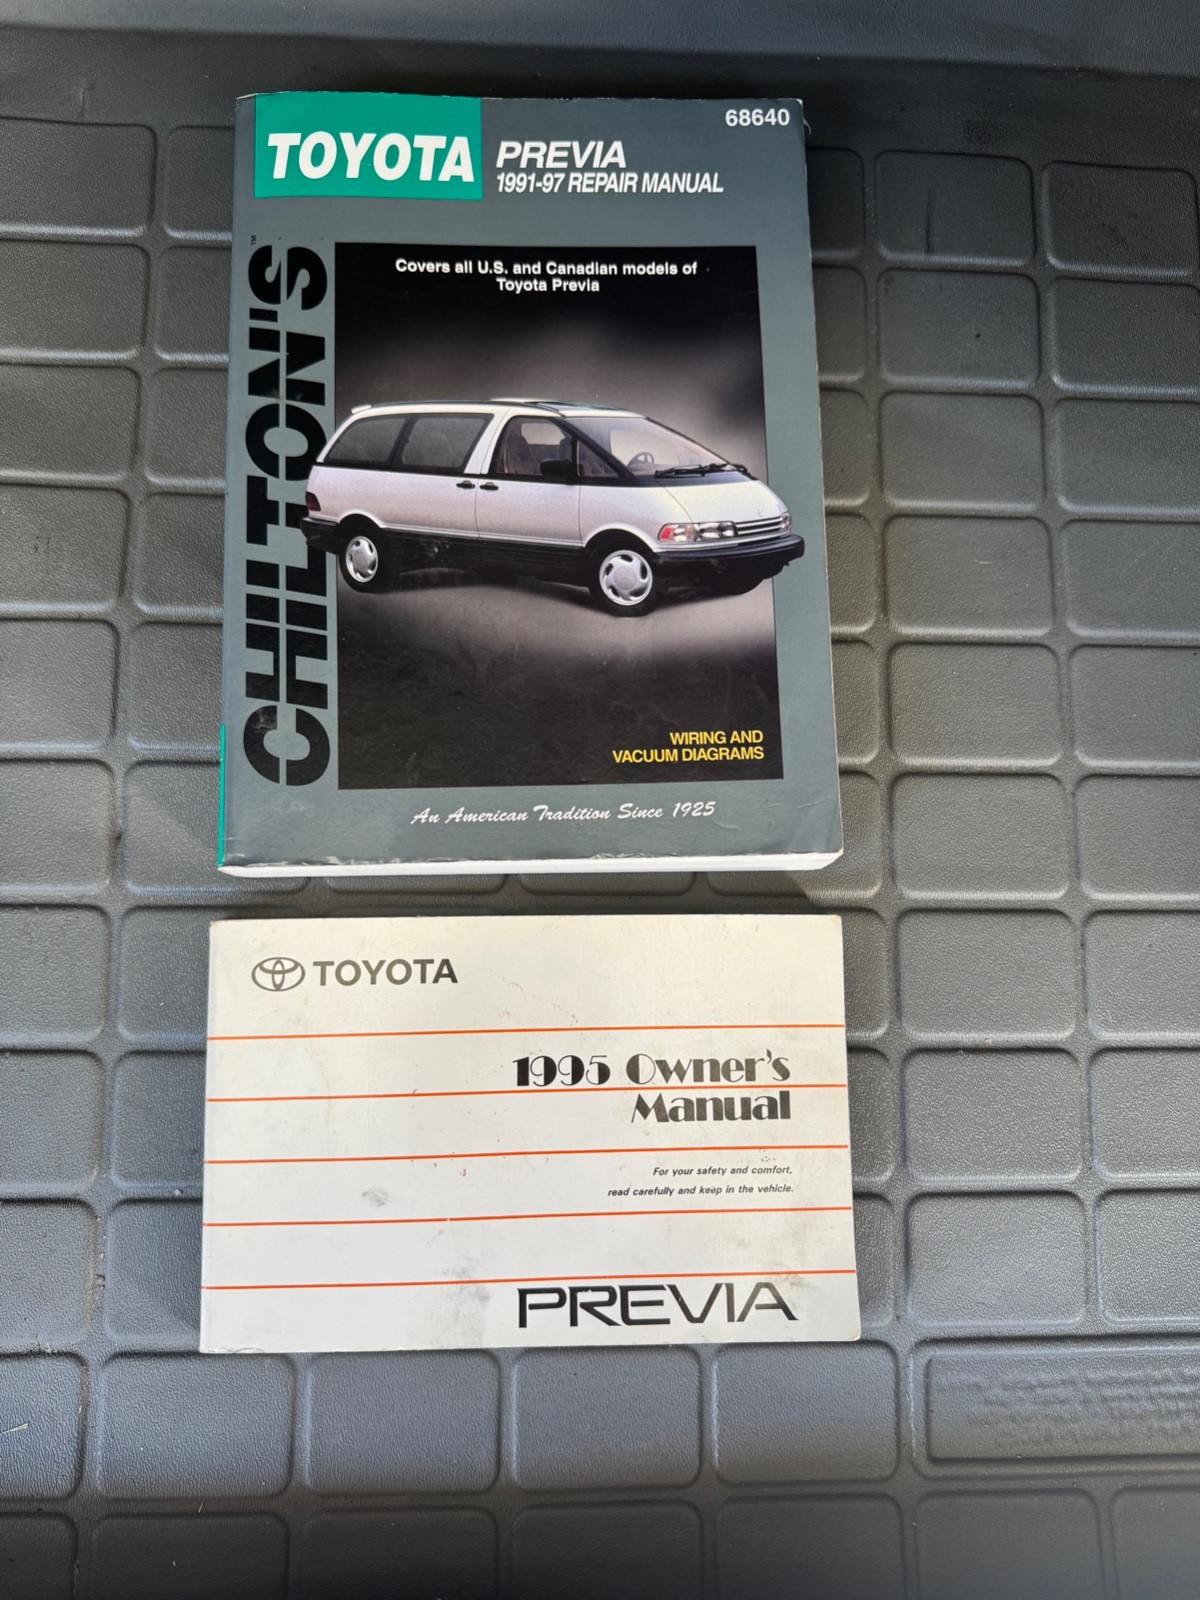 TOYOTA
PREVIA
1991-97 REPAIR MANUAL
68640
CHILTON'S™
Covers all U.S. and Canadian models of
Toyota Previa
WIRING AND
VACUUM DIAGRAMS
An American Tradition Since 1925
TOYOTA
1995 Owner's
Manual
For your safety and comfort,
read carefully and keep in the vehicle.
PREVIA